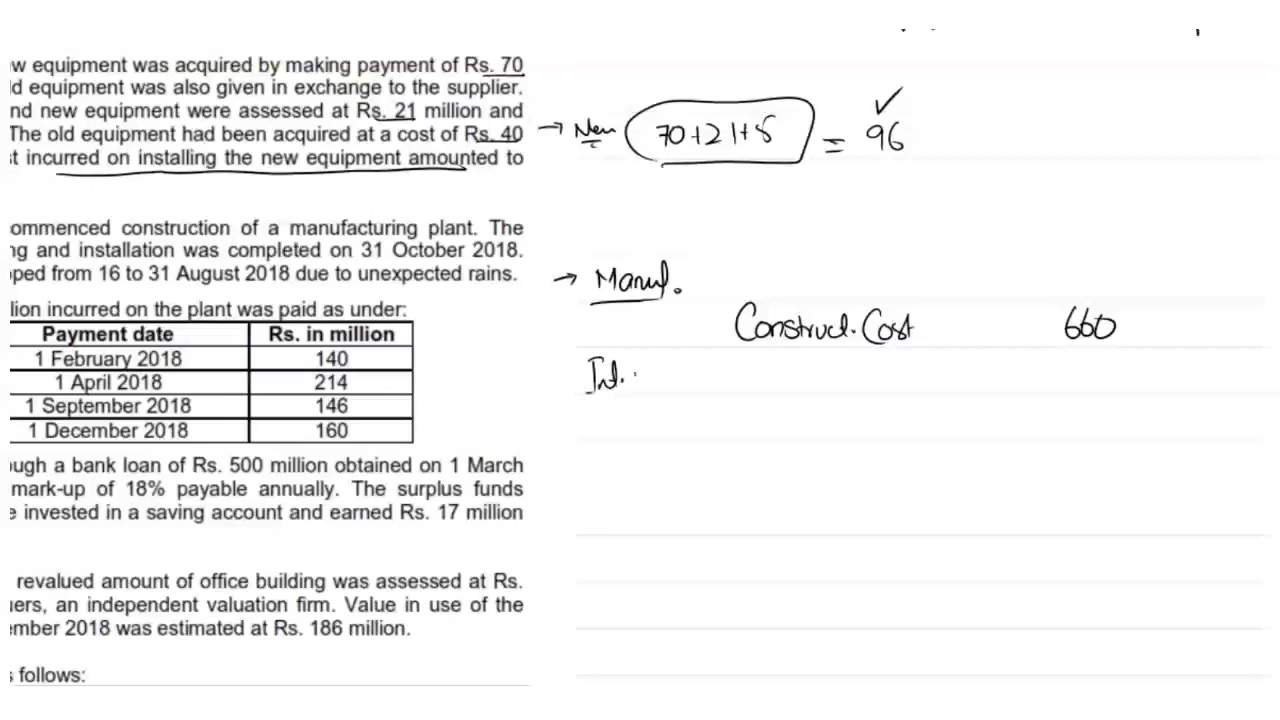 w equipment was acquired by making payment of Rs. 70
ld equipment was also given in exchange to the supplier.
nd new equipment were assessed at Rs. 21 million and
The old equipment had been acquired at a cost of Rs. 40
t incurred on installing the new equipment amounted to
→ New 70+21+5 = 96 ✓
ommenced construction of a manufacturing plant. The
ng and installation was completed on 31 October 2018.
ped from 16 to 31 August 2018 due to unexpected rains.
lion incurred on the plant was paid as under:
Payment date Rs. in million
1 February 2018 140
1 April 2018 214
1 September 2018 146
1 December 2018 160
→ Manuf.
Construct. Cost 660
Int.
ough a bank loan of Rs. 500 million obtained on 1 March
mark-up of 18% payable annually. The surplus funds
e invested in a saving account and earned Rs. 17 million
revalued amount of office building was assessed at Rs.
uers, an independent valuation firm. Value in use of the
ember 2018 was estimated at Rs. 186 million.
s follows: